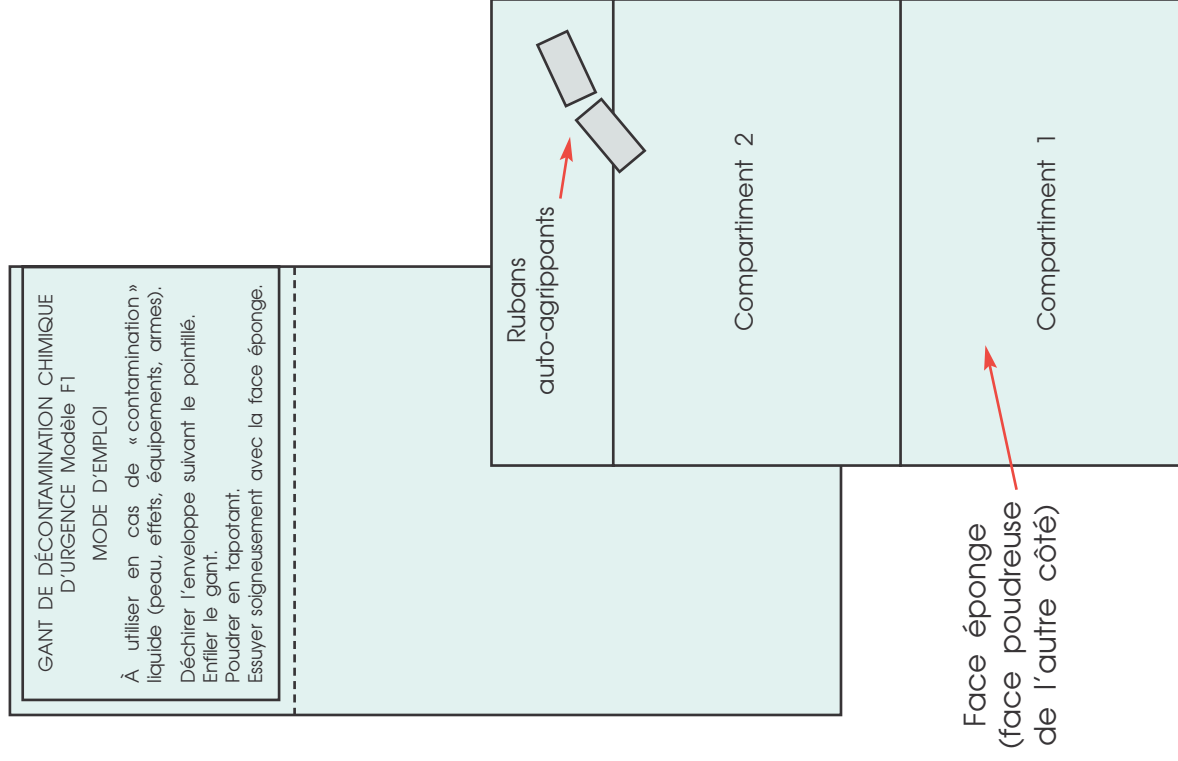 GANT DE DÉCONTAMINATION CHIMIQUE
D'URGENCE Modèle F1
MODE D'EMPLOI
À utiliser en cas de « contamination »
liquide (peau, effets, équipements, armes).
Déchirer l'enveloppe suivant le pointillé.
Enfiler le gant.
Poudrer en tapotant.
Essuyer soigneusement avec la face éponge.
Rubans
auto-agrippants
Compartiment 2
Compartiment 1
Face éponge
(face poudreuse
de l'autre côté)